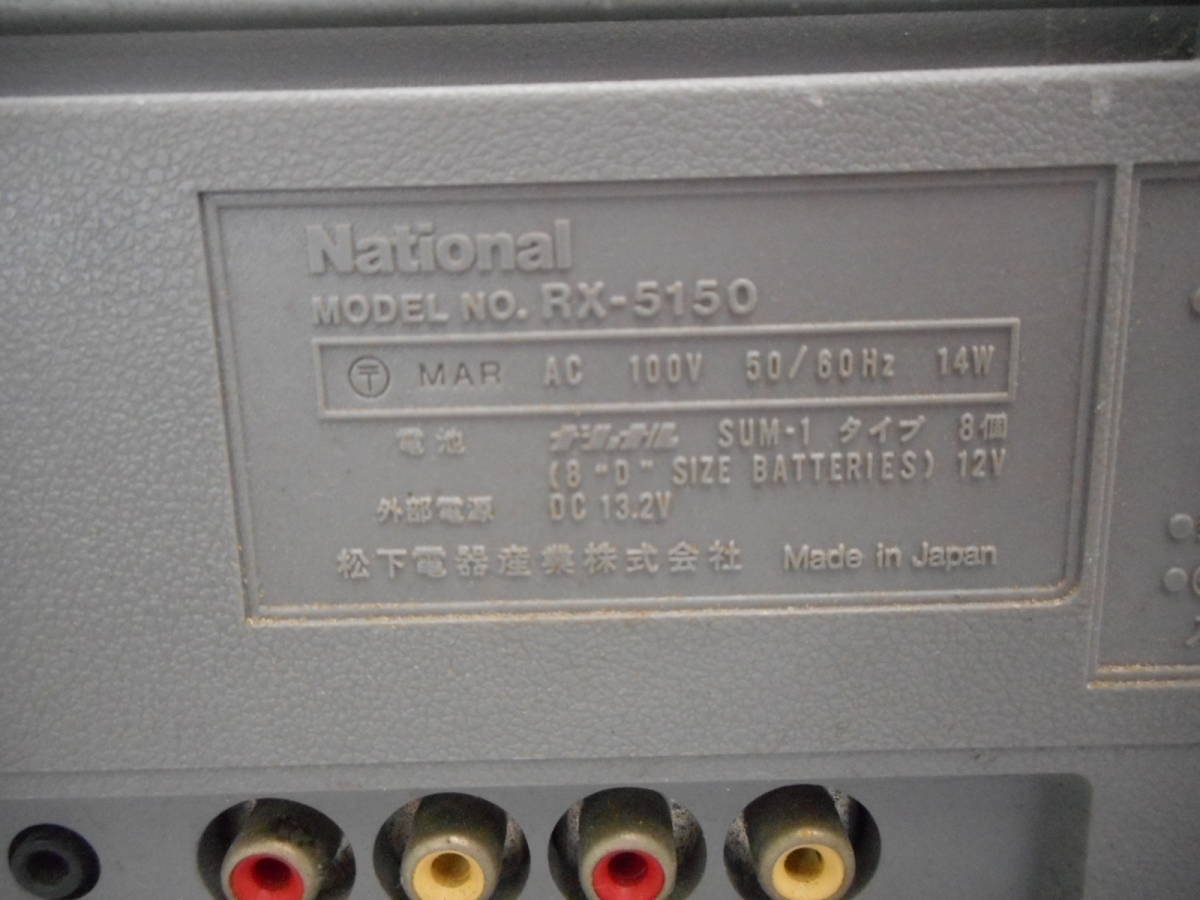 National
MODEL NO. RX-5150
〒 MAR AC 100V 50/60Hz 14W
電池 ナショナル SUM-1 タイプ 8個
(8 "D" SIZE BATTERIES) 12V
外部電源 DC 13.2V
松下電器産業株式会社 Made in Japan